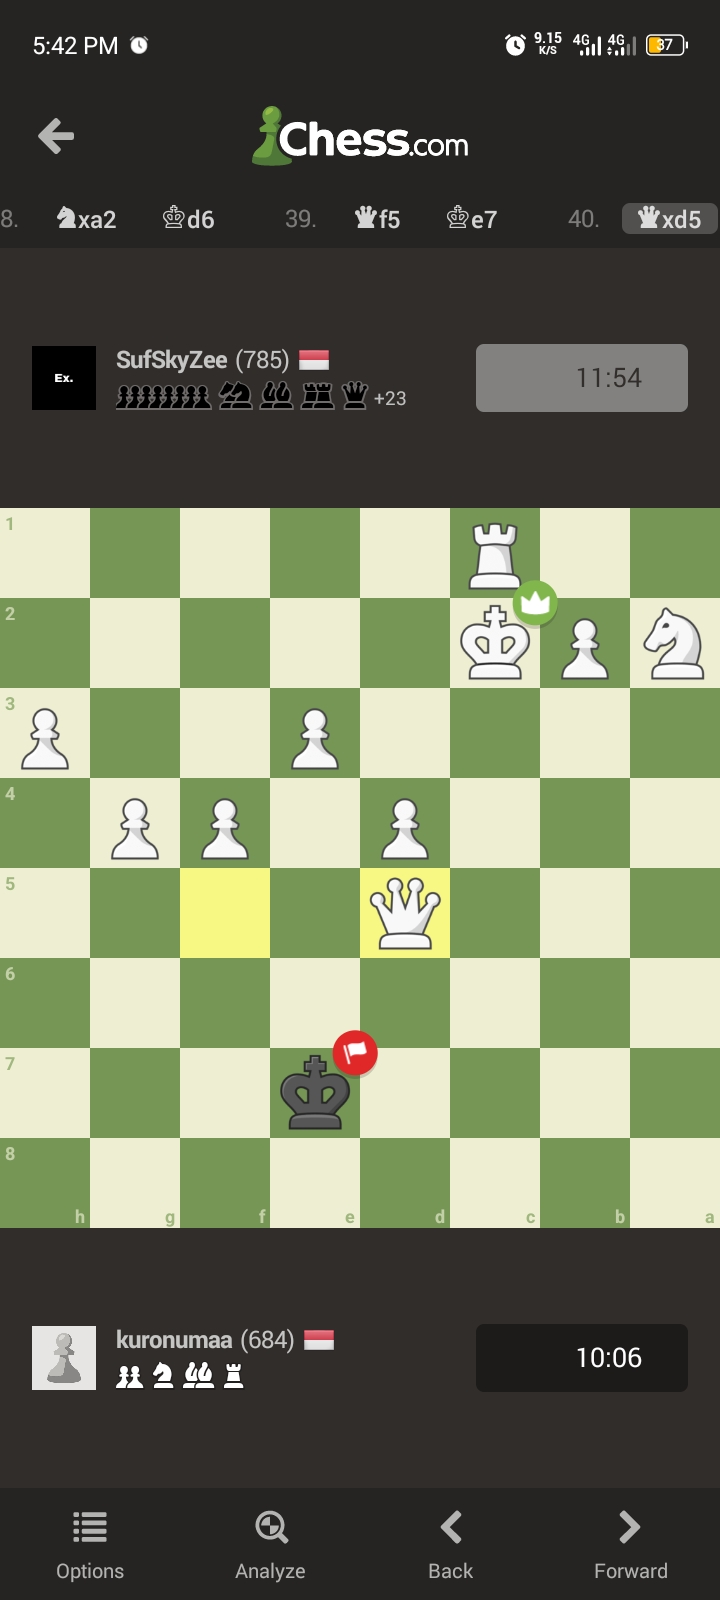 5:42 PM 9.15 K/S 4G 4G 37
Chess.com
8. xa2 d6 39. f5 e7 40. xd5
SufSkyZee (785) 11:54
Ex.
+23
1
2
3
4
5
6
7
8
h g f e d c b a
kuronumaa (684) 10:06
Options Analyze Back Forward